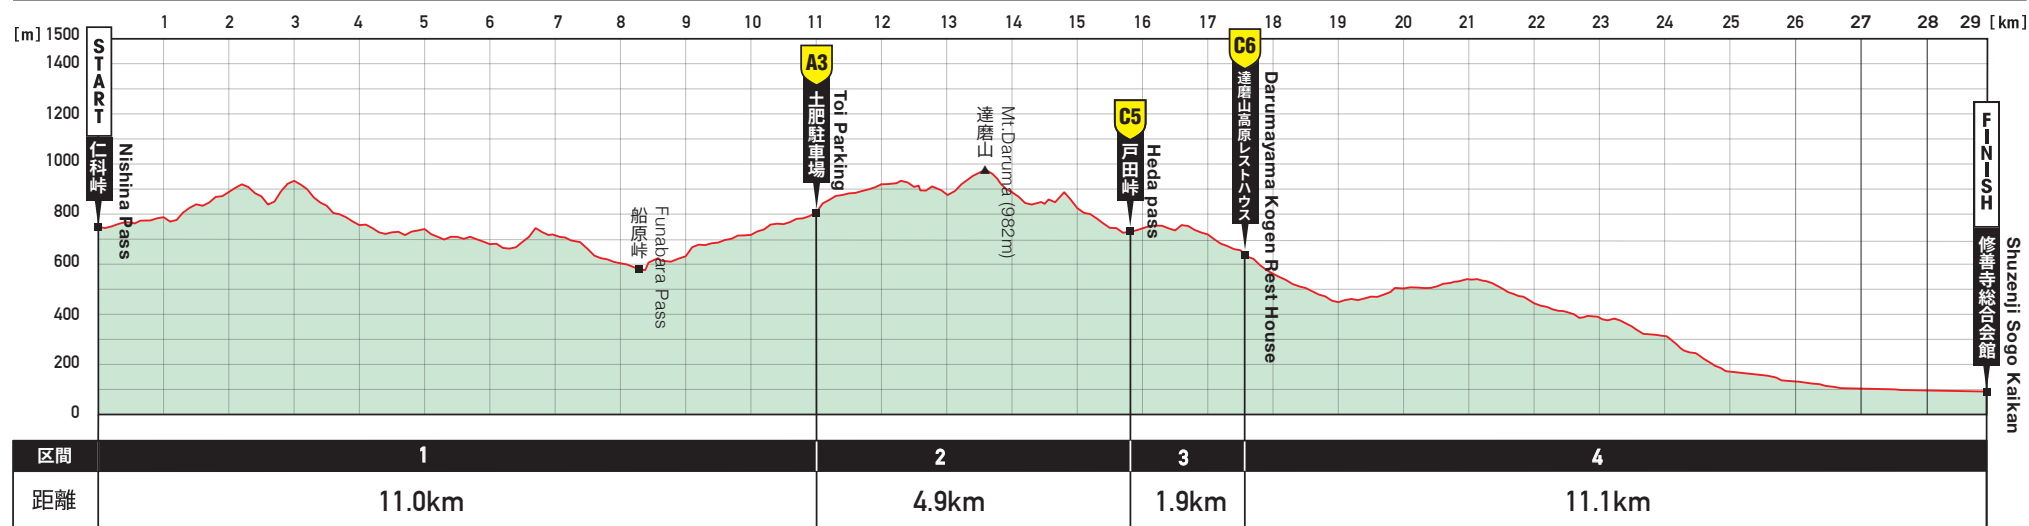 1 2 3 4 5 6 7 8 9 10 11 12 13 14 15 16 17 18 19 20 21 22 23 24 25 26 27 28 29 [km]
[m] 1500
1400
1200
1000
800
600
400
200
0
START
仁科峠
Nishina Pass
船原峠
Funabara Pass
A3
土肥駐車場
Toi Parking
達磨山
Mt.Daruma (982m)
C5
戸田峠
Heda pass
C6
達磨山高原レストハウス
Darumayama Kogen Rest House
FINISH
修善寺総合会館
Shuzenji Sogo Kaikan
区間 1 2 3 4
距離 11.0km 4.9km 1.9km 11.1km